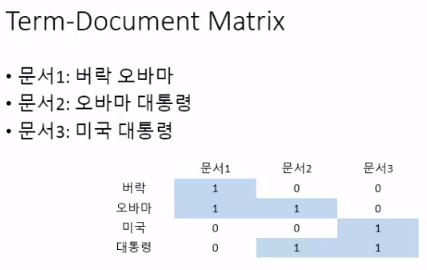 Term-Document Matrix
• 문서1: 버락 오바마
• 문서2: 오바마 대통령
• 문서3: 미국 대통령
문서1 문서2 문서3
버락 1 0 0
오바마 1 1 0
미국 0 0 1
대통령 0 1 1